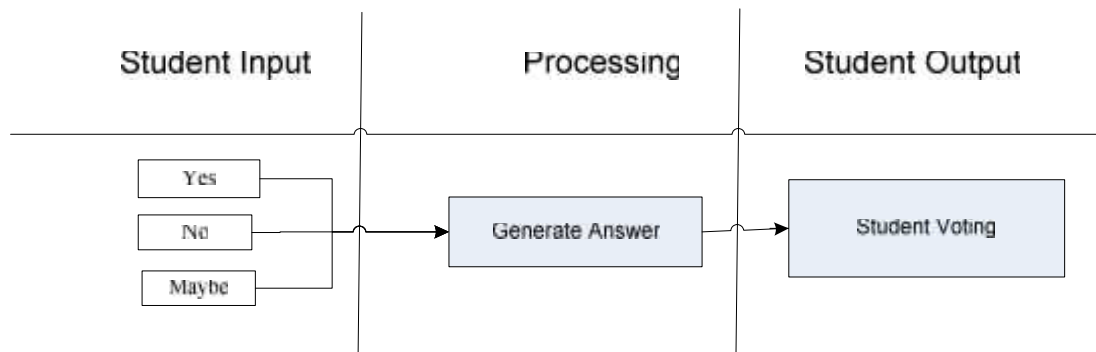 Student Input
Processing
Student Output
Yes
No
Maybe
Generate Answer
Student Voting